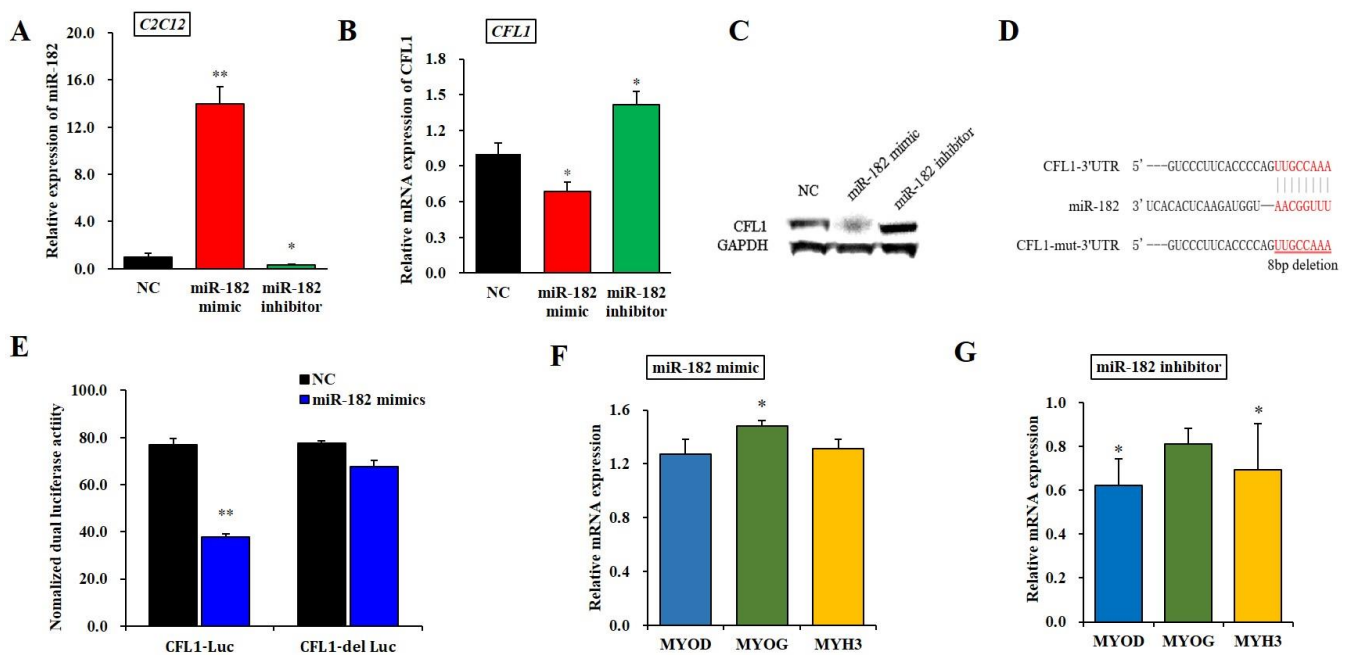 A
C2C12
Relative expression of miR-182
20.0
16.0
12.0
8.0
4.0
0.0
**
*
NC
miR-182 mimic
miR-182 inhibitor
B
CFL1
Relative mRNA expression of CFL1
1.8
1.5
1.2
0.9
0.6
0.3
0.0
*
*
NC
miR-182 mimic
miR-182 inhibitor
C
NC
miR-182 mimic
miR-182 inhibitor
CFL1
GAPDH
D
CFL1-3'UTR 5' ---GUCCCUUCACCCCAGUUGCCAAA
miR-182 3'UCACACUCAAGAUGGU—AACGGUUU
CFL1-mut-3'UTR 5' ---GUCCCUUCACCCCAGUUGCCAAA
8bp deletion
E
Nomalized dual luciferase actiity
100.0
80.0
60.0
40.0
20.0
0.0
NC
miR-182 mimics
**
CFL1-Luc
CFL1-del Luc
F
miR-182 mimic
Relative mRNA expression
1.6
1.2
0.8
0.4
0.0
*
MYOD
MYOG
MYH3
G
miR-182 inhibitor
Relative mRNA expression
1.0
0.8
0.6
0.4
0.2
0.0
*
*
MYOD
MYOG
MYH3